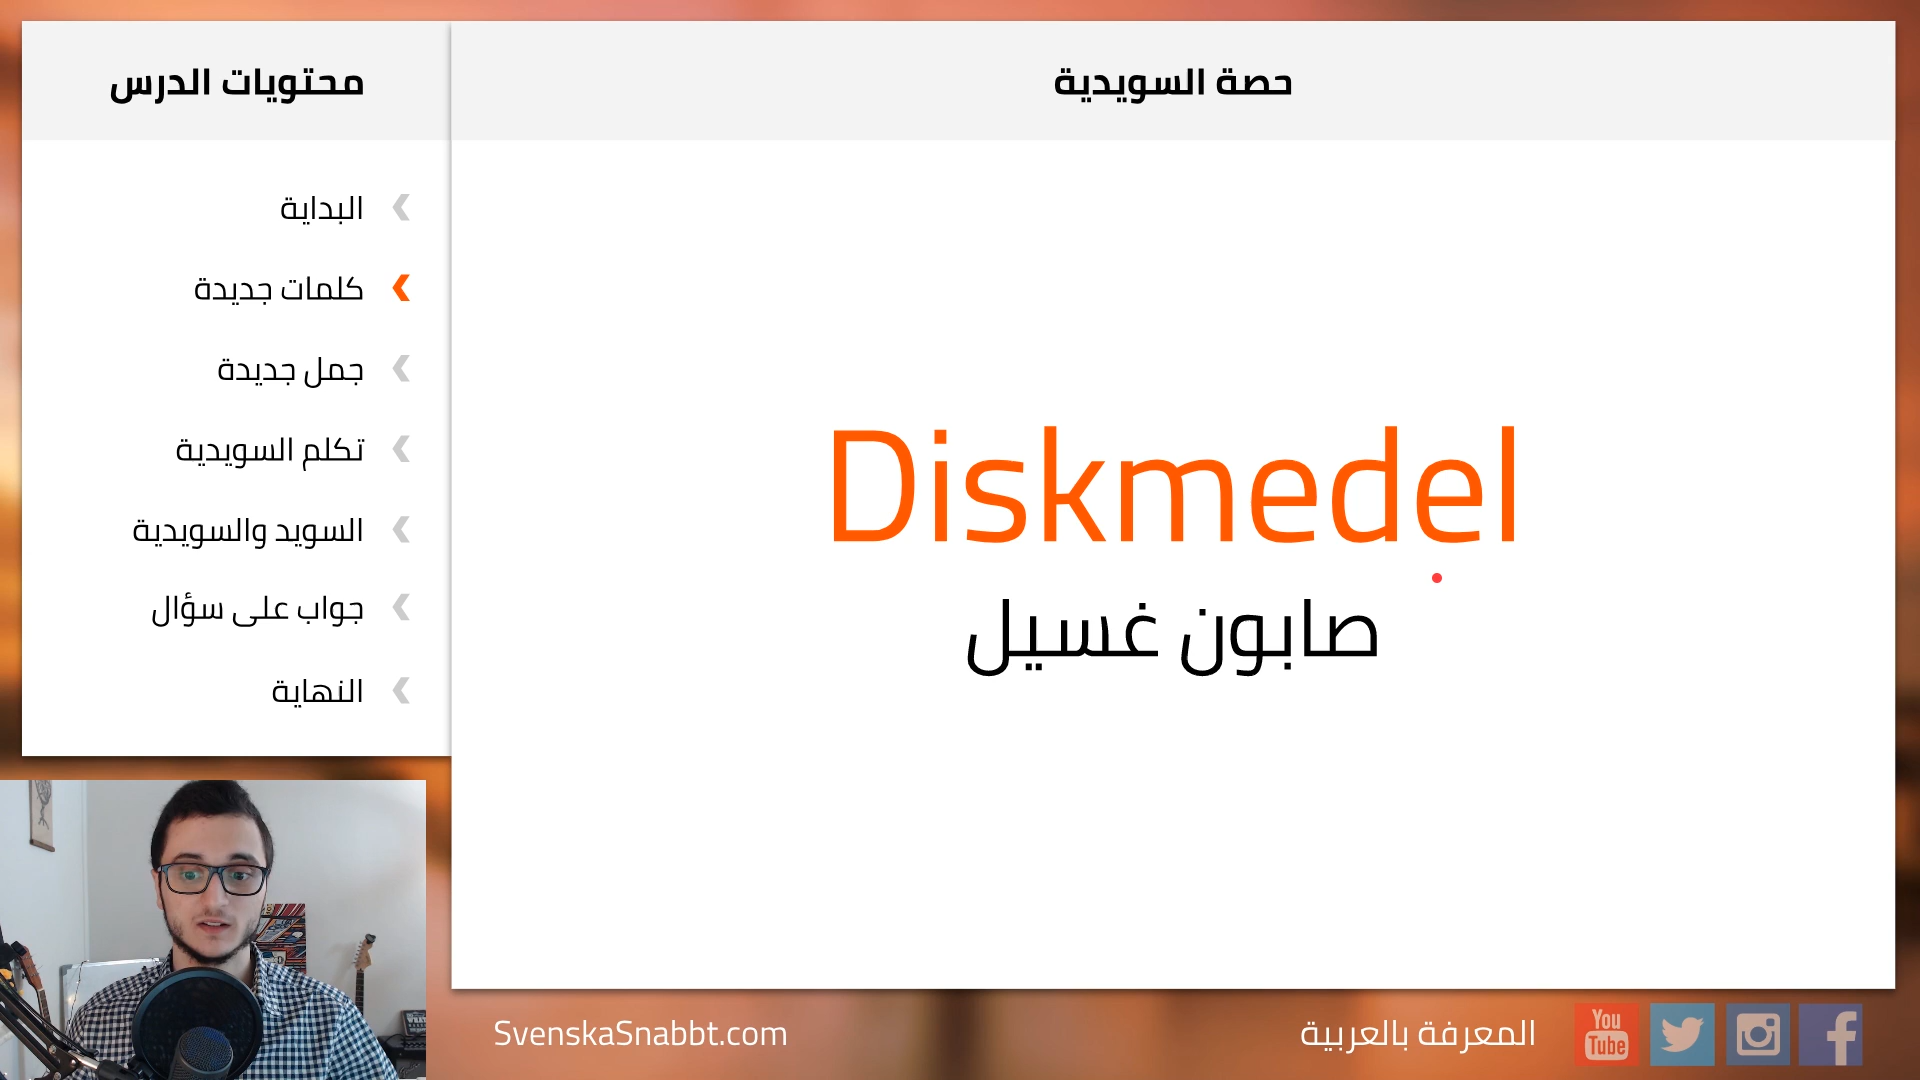 محتويات الدرس
البداية
كلمات جديدة
جمل جديدة
تكلم السويدية
السويد والسويدية
جواب على سؤال
النهاية
حصة السويدية
Diskmedel
صابون غسيل
SvenskaSnabbt.com
المعرفة بالعربية
You
Tube